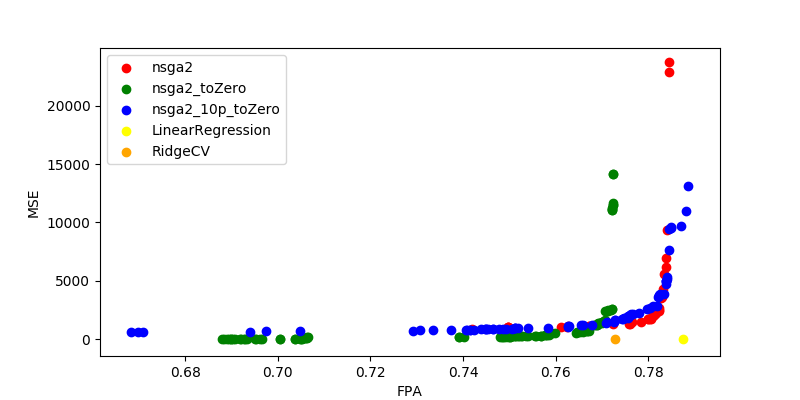 nsga2
nsga2_toZero
nsga2_10p_toZero
LinearRegression
RidgeCV
MSE
20000
15000
10000
5000
0
0.68
0.70
0.72
0.74
0.76
0.78
FPA